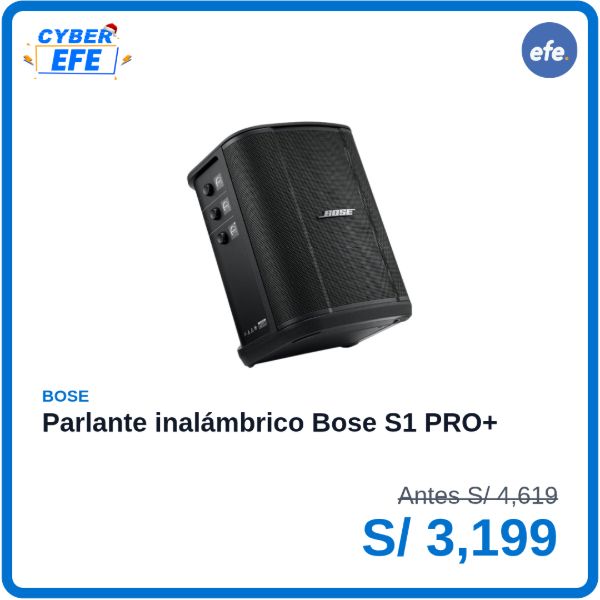 CYBER
EFE
efe.
BOSE
BOSE
Parlante inalámbrico Bose S1 PRO+
Antes S/ 4,619
S/ 3,199